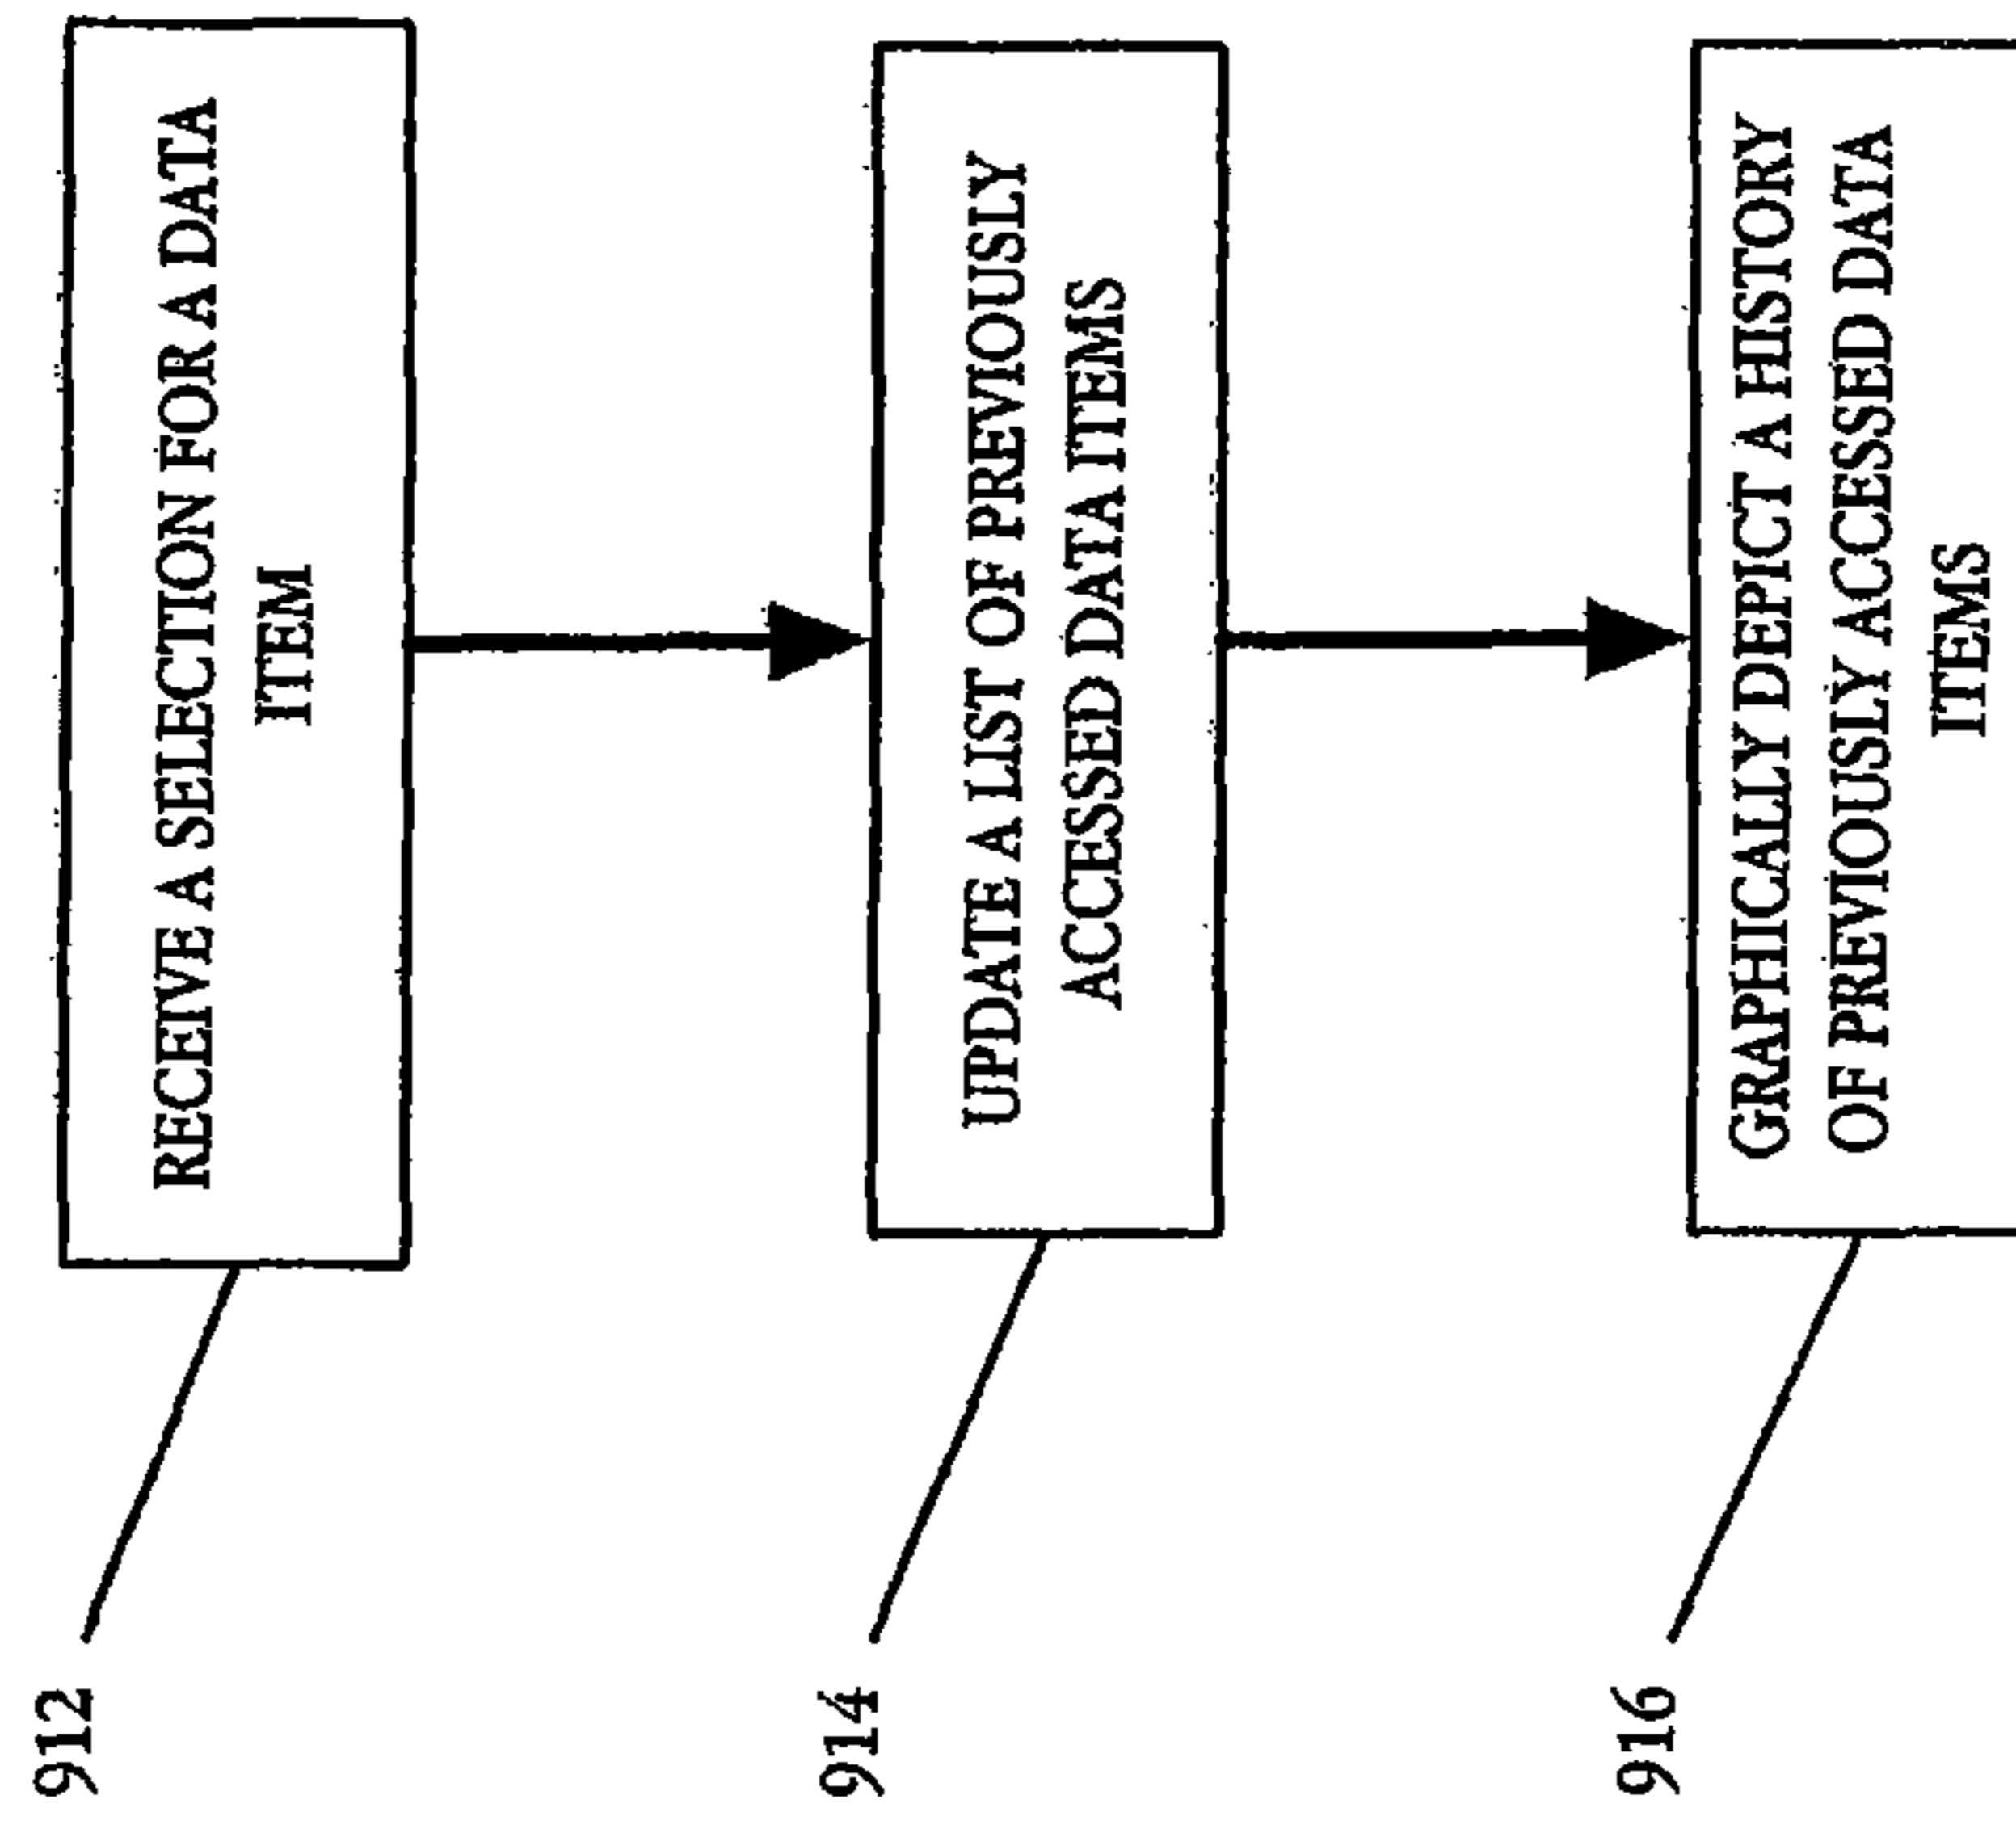 912
RECEIVE A SELECTION FOR A DATA
ITEM
914
UPDATE A LIST OF PREVIOUSLY
ACCESSED DATA ITEMS
916
GRAPHICALLY DEPICT A HISTORY
OF PREVIOUSLY ACCESSED DATA
ITEMS